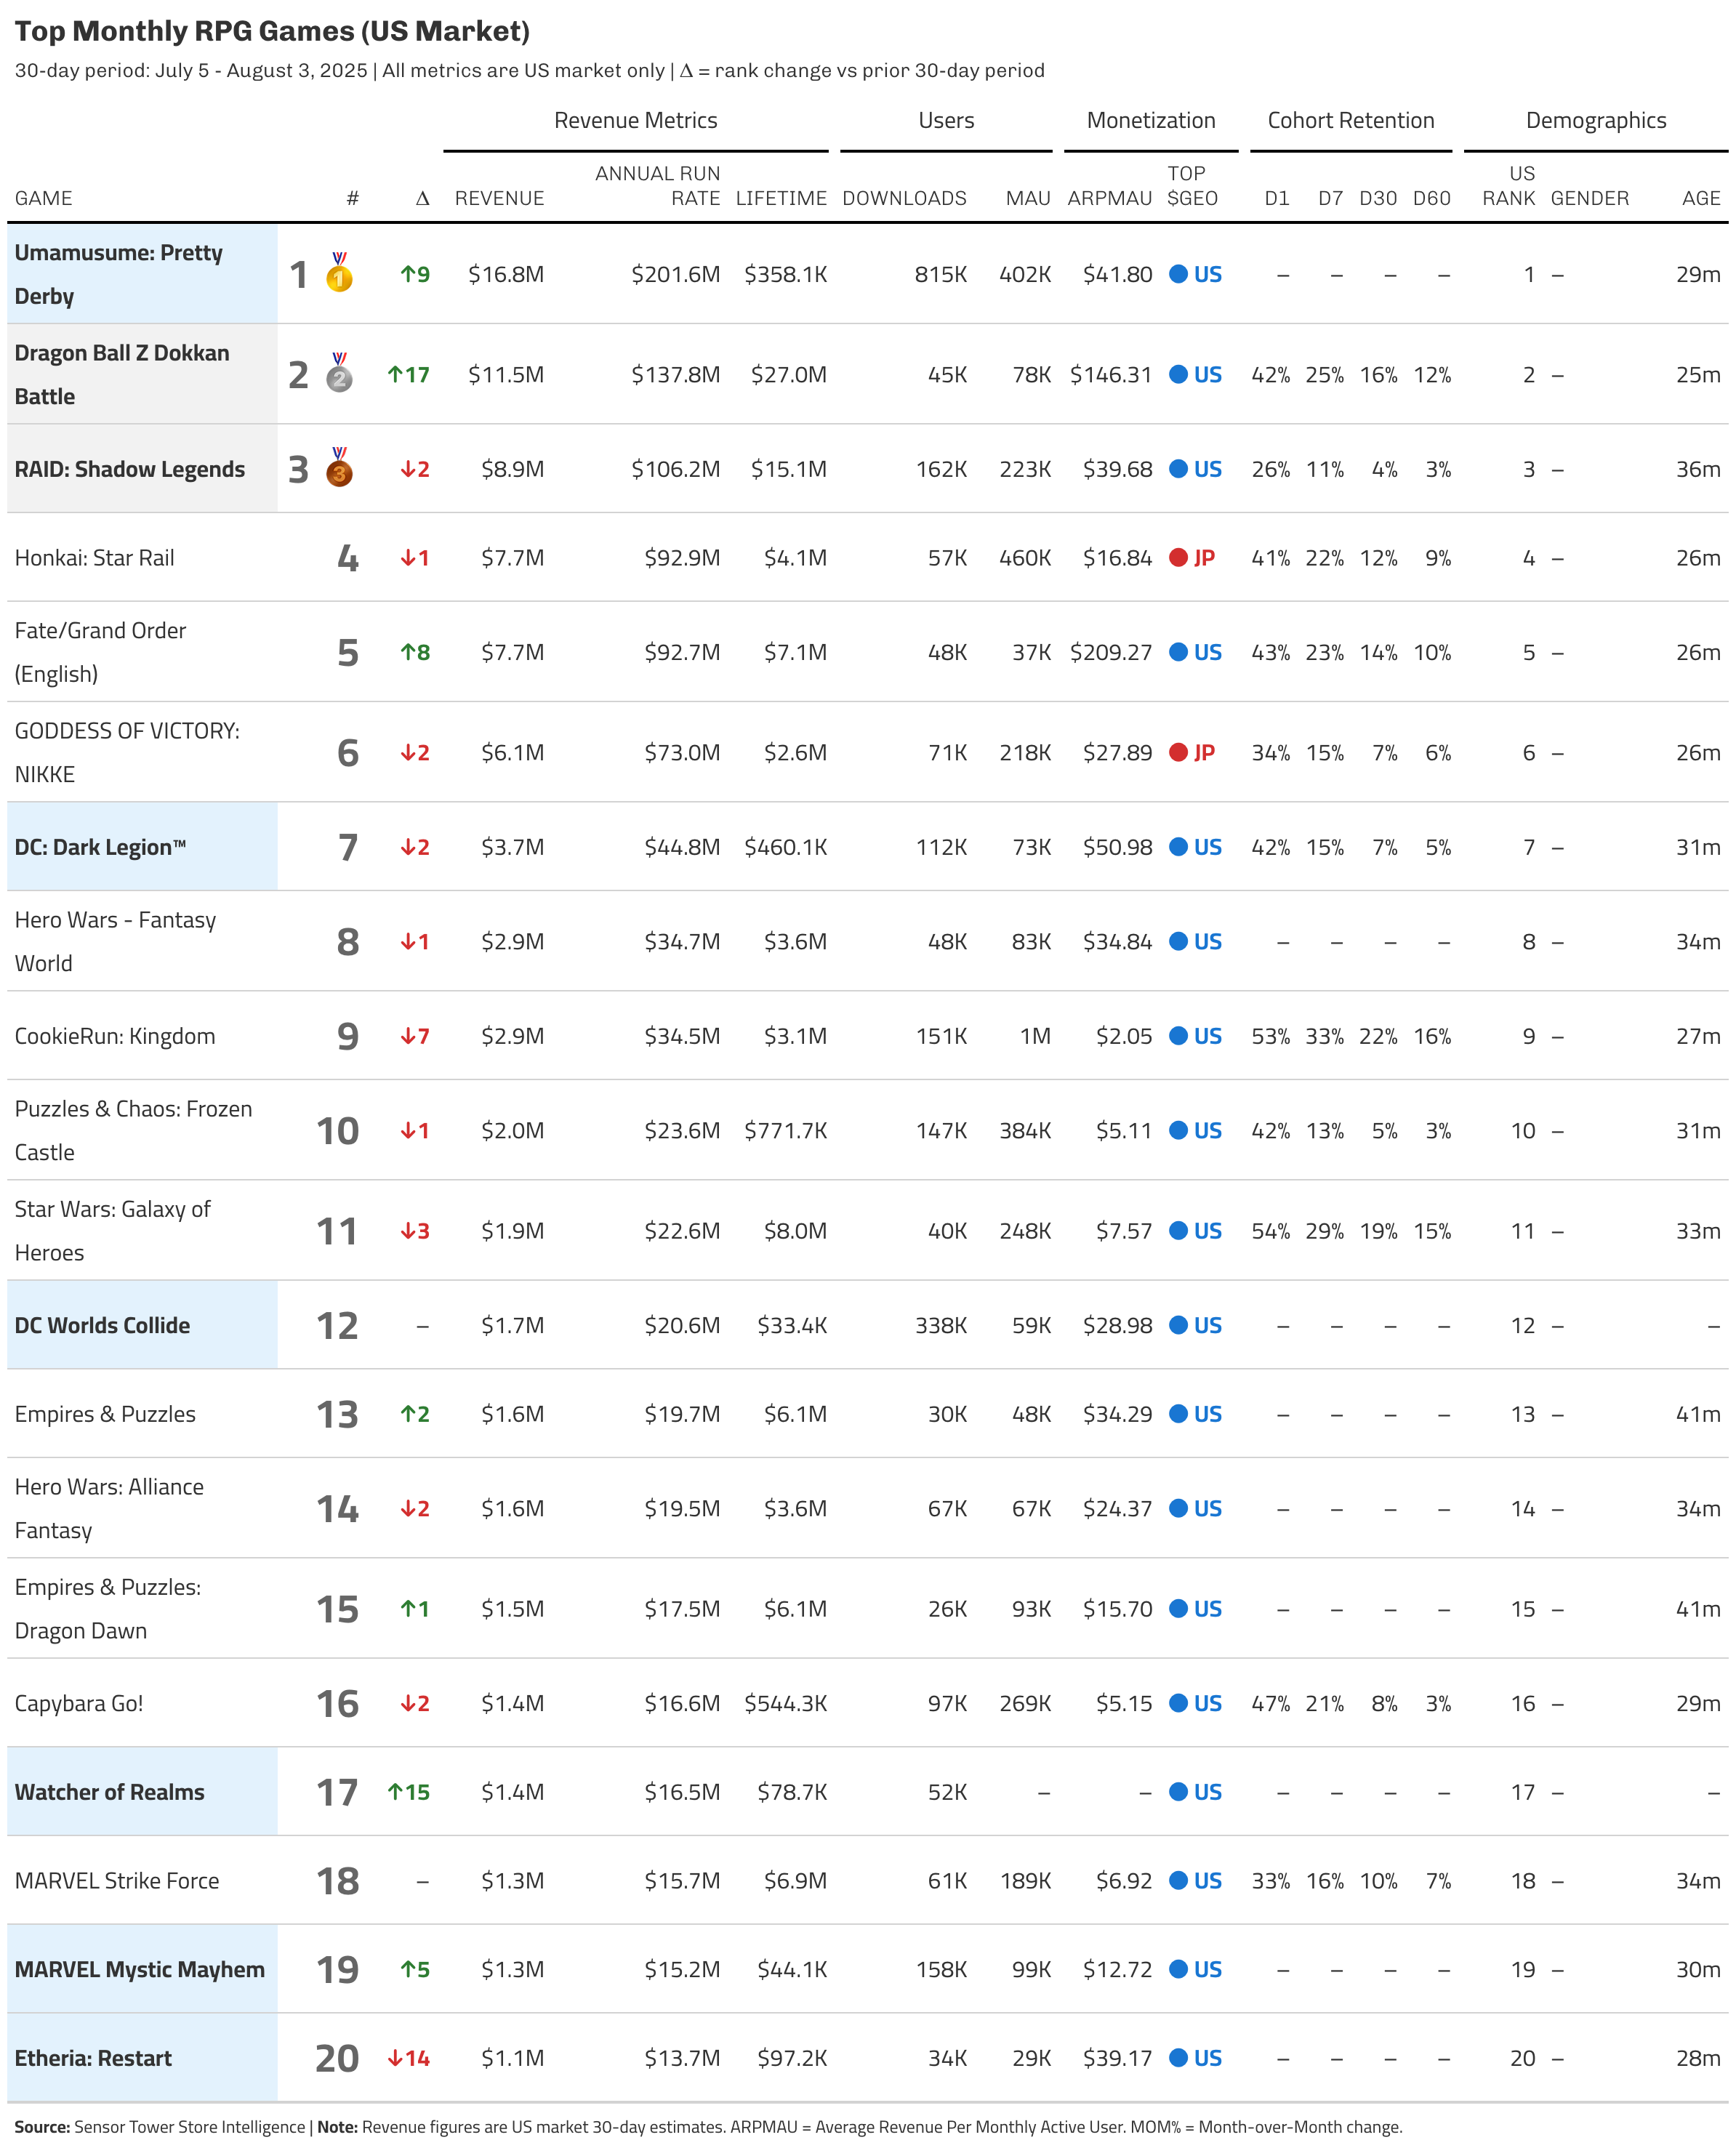 Top Monthly RPG Games (US Market)
30-day period: July 5 - August 3, 2025 | All metrics are US market only | Δ = rank change vs prior 30-day period
Revenue Metrics Users Monetization Cohort Retention Demographics
GAME # Δ REVENUE ANNUAL RUN RATE LIFETIME DOWNLOADS MAU ARPMAU TOP $GEO D1 D7 D30 D60 US RANK GENDER AGE
Umamusume: Pretty Derby 1 🥇 ↑9 $16.8M $201.6M $358.1K 815K 402K $41.80 US – – – – 1 – 29m
Dragon Ball Z Dokkan Battle 2 🥈 ↑17 $11.5M $137.8M $27.0M 45K 78K $146.31 US 42% 25% 16% 12% 2 – 25m
RAID: Shadow Legends 3 🥉 ↓2 $8.9M $106.2M $15.1M 162K 223K $39.68 US 26% 11% 4% 3% 3 – 36m
Honkai: Star Rail 4 ↓1 $7.7M $92.9M $4.1M 57K 460K $16.84 JP 41% 22% 12% 9% 4 – 26m
Fate/Grand Order (English) 5 ↑8 $7.7M $92.7M $7.1M 48K 37K $209.27 US 43% 23% 14% 10% 5 – 26m
GODDESS OF VICTORY: NIKKE 6 ↓2 $6.1M $73.0M $2.6M 71K 218K $27.89 JP 34% 15% 7% 6% 6 – 26m
DC: Dark Legion™ 7 ↓2 $3.7M $44.8M $460.1K 112K 73K $50.98 US 42% 15% 7% 5% 7 – 31m
Hero Wars - Fantasy World 8 ↓1 $2.9M $34.7M $3.6M 48K 83K $34.84 US – – – – 8 – 34m
CookieRun: Kingdom 9 ↓7 $2.9M $34.5M $3.1M 151K 1M $2.05 US 53% 33% 22% 16% 9 – 27m
Puzzles & Chaos: Frozen Castle 10 ↓1 $2.0M $23.6M $771.7K 147K 384K $5.11 US 42% 13% 5% 3% 10 – 31m
Star Wars: Galaxy of Heroes 11 ↓3 $1.9M $22.6M $8.0M 40K 248K $7.57 US 54% 29% 19% 15% 11 – 33m
DC Worlds Collide 12 – $1.7M $20.6M $33.4K 338K 59K $28.98 US – – – – 12 – –
Empires & Puzzles 13 ↑2 $1.6M $19.7M $6.1M 30K 48K $34.29 US – – – – 13 – 41m
Hero Wars: Alliance Fantasy 14 ↓2 $1.6M $19.5M $3.6M 67K 67K $24.37 US – – – – 14 – 34m
Empires & Puzzles: Dragon Dawn 15 ↑1 $1.5M $17.5M $6.1M 26K 93K $15.70 US – – – – 15 – 41m
Capybara Go! 16 ↓2 $1.4M $16.6M $544.3K 97K 269K $5.15 US 47% 21% 8% 3% 16 – 29m
Watcher of Realms 17 ↑15 $1.4M $16.5M $78.7K 52K – – US – – – – 17 – –
MARVEL Strike Force 18 – $1.3M $15.7M $6.9M 61K 189K $6.92 US 33% 16% 10% 7% 18 – 34m
MARVEL Mystic Mayhem 19 ↑5 $1.3M $15.2M $44.1K 158K 99K $12.72 US – – – – 19 – 30m
Etheria: Restart 20 ↓14 $1.1M $13.7M $97.2K 34K 29K $39.17 US – – – – 20 – 28m
Source: Sensor Tower Store Intelligence | Note: Revenue figures are US market 30-day estimates. ARPMAU = Average Revenue Per Monthly Active User. MOM% = Month-over-Month change.